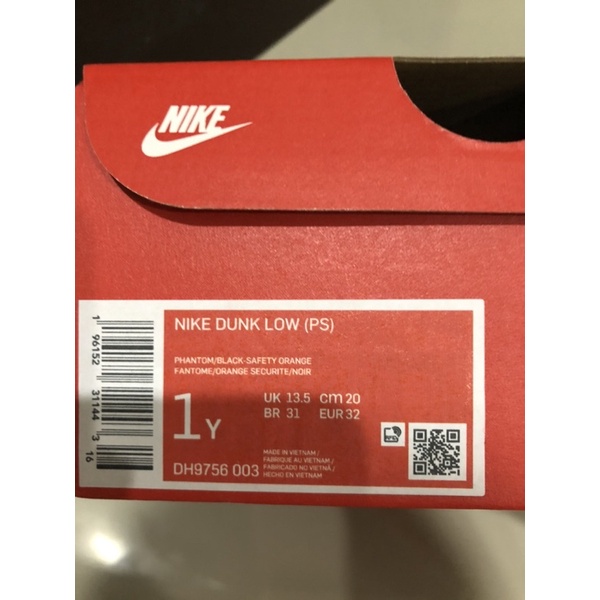 NIKE
NIKE DUNK LOW (PS)
PHANTOM/BLACK-SAFETY ORANGE
FANTOME/ORANGE SECURITE/NOIR
1Y
UK 13.5 cm 20
BR 31 EUR 32
DH9756 003
MADE IN VIETNAM /
FABRIQUE AU VIETNAM /
FABRICADO NO VIETNÃ /
HECHO EN VIETNAM
1 96152 31144 3 16